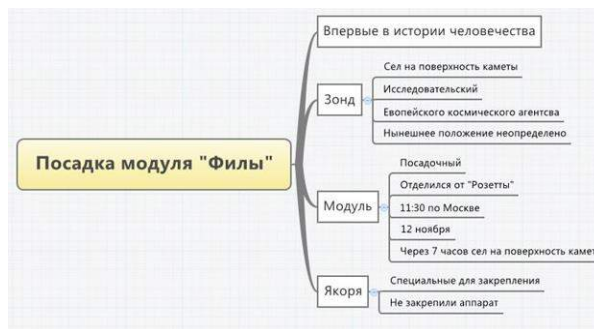 Посадка модуля "Филы"
Впервые в истории человечества
Зонд
Сел на поверхность каметы
Исследовательский
Евопейского космического агентсва
Нынешнее положение неопределено
Модуль
Посадочный
Отделился от "Розетты"
11:30 по Москве
12 ноября
Через 7 часов сел на поверхность камет
Якоря
Специальные для закрепления
Не закрепили аппарат